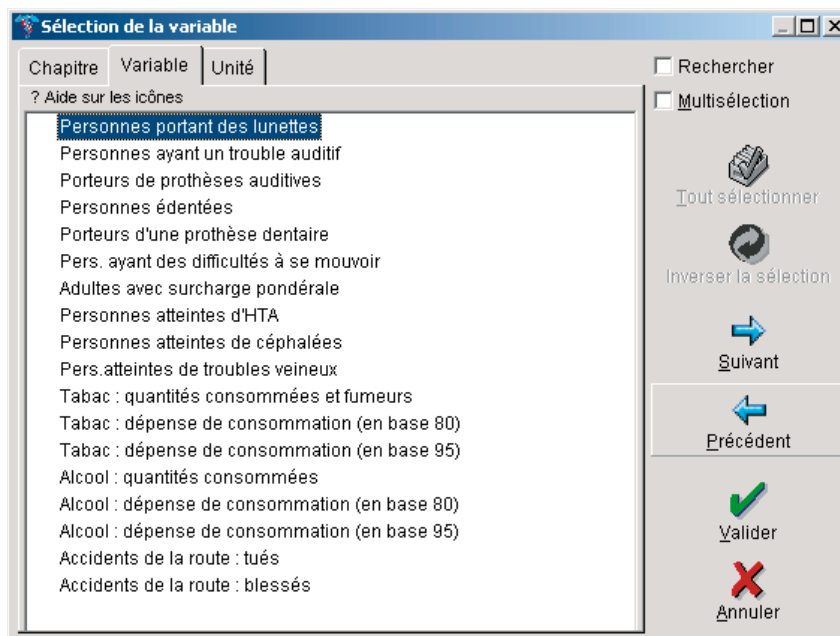 Sélection de la variable
Chapitre
Variable
Unité
? Aide sur les icônes
Personnes portant des lunettes
Personnes ayant un trouble auditif
Porteurs de prothèses auditives
Personnes édentées
Porteurs d'une prothèse dentaire
Pers. ayant des difficultés à se mouvoir
Adultes avec surcharge pondérale
Personnes atteintes d'HTA
Personnes atteintes de céphalées
Pers.atteintes de troubles veineux
Tabac : quantités consommées et fumeurs
Tabac : dépense de consommation (en base 80)
Tabac : dépense de consommation (en base 95)
Alcool : quantités consommées
Alcool : dépense de consommation (en base 80)
Alcool : dépense de consommation (en base 95)
Accidents de la route : tués
Accidents de la route : blessés
Rechercher
Multisélection
Tout sélectionner
Inverser la sélection
Suivant
Précédent
Valider
Annuler